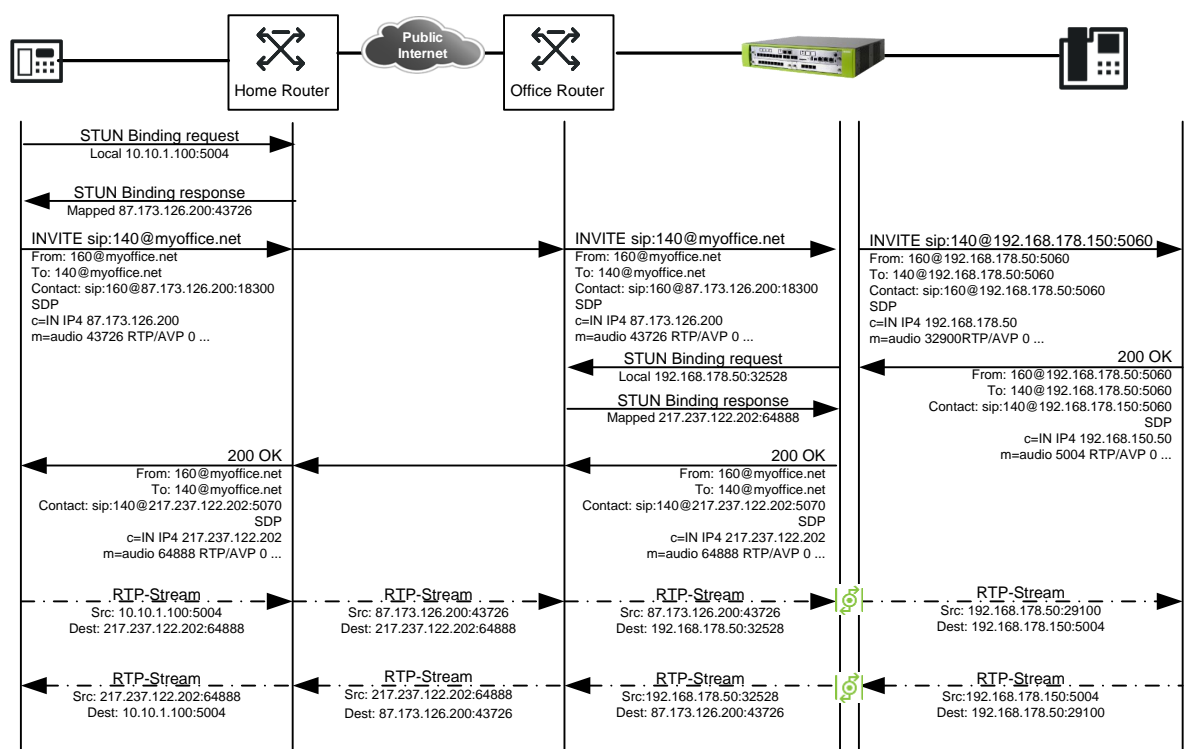 Public
Internet
Home Router
Office Router
STUN Binding request
Local 10.10.1.100:5004
STUN Binding response
Mapped 87.173.126.200:43726
INVITE sip:140@myoffice.net
From: 160@myoffice.net
To: 140@myoffice.net
Contact: sip:160@87.173.126.200:18300
SDP
c=IN IP4 87.173.126.200
m=audio 43726 RTP/AVP 0 ...
INVITE sip:140@myoffice.net
From: 160@myoffice.net
To: 140@myoffice.net
Contact: sip:160@87.173.126.200:18300
SDP
c=IN IP4 87.173.126.200
m=audio 43726 RTP/AVP 0 ...
INVITE sip:140@192.168.178.150:5060
From: 160@192.168.178.50:5060
To: 140@192.168.178.50:5060
Contact: sip:160@192.168.178.50:5060
SDP
c=IN IP4 192.168.178.50
m=audio 32900RTP/AVP 0 ...
STUN Binding request
Local 192.168.178.50:32528
STUN Binding response
Mapped 217.237.122.202:64888
200 OK
From: 160@192.168.178.50:5060
To: 140@192.168.178.50:5060
Contact: sip:140@192.168.178.150:5060
SDP
c=IN IP4 192.168.150.50
m=audio 5004 RTP/AVP 0 ...
200 OK
From: 160@myoffice.net
To: 140@myoffice.net
Contact: sip:140@217.237.122.202:5070
SDP
c=IN IP4 217.237.122.202
m=audio 64888 RTP/AVP 0 ...
200 OK
From: 160@myoffice.net
To: 140@myoffice.net
Contact: sip:140@217.237.122.202:5070
SDP
c=IN IP4 217.237.122.202
m=audio 64888 RTP/AVP 0 ...
RTP-Stream
Src: 10.10.1.100:5004
Dest: 217.237.122.202:64888
RTP-Stream
Src: 87.173.126.200:43726
Dest: 217.237.122.202:64888
RTP-Stream
Src: 87.173.126.200:43726
Dest: 192.168.178.50:32528
RTP-Stream
Src: 192.168.178.50:29100
Dest: 192.168.178.150:5004
RTP-Stream
Src: 217.237.122.202:64888
Dest: 10.10.1.100:5004
RTP-Stream
Src: 217.237.122.202:64888
Dest: 87.173.126.200:43726
RTP-Stream
Src:192.168.178.50:32528
Dest: 87.173.126.200:43726
RTP-Stream
Src:192.168.178.150:5004
Dest: 192.168.178.50:29100